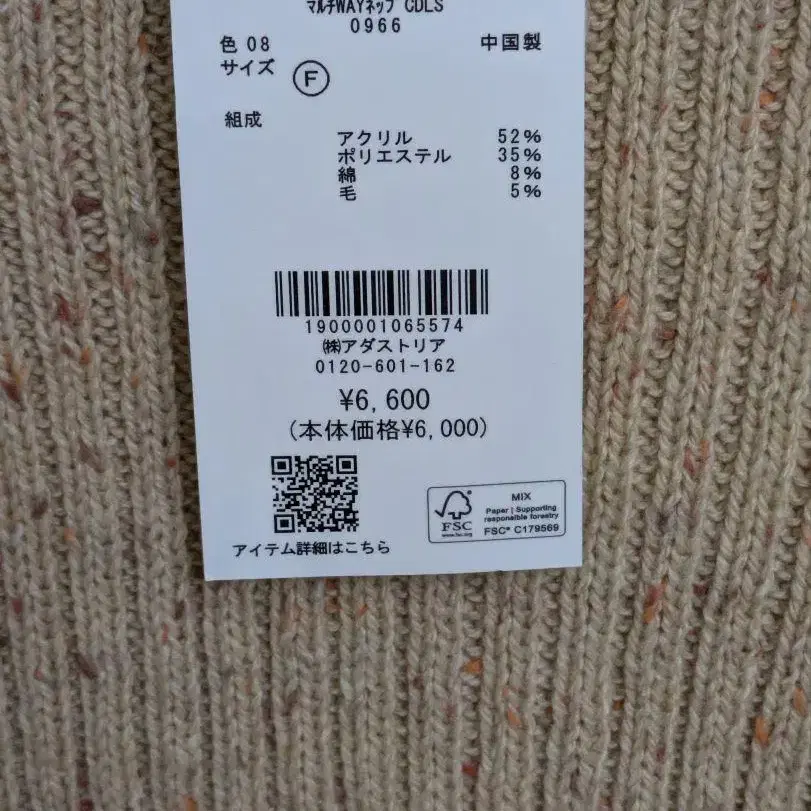 マルチWAYネップ CDLS
0966
色 08 中国製
サイズ F
組成
アクリル 52%
ポリエステル 35%
綿 8%
毛 5%
1900001065574
㈱アダストリア
0120-601-162
¥6,600
(本体価格¥6,000)
アイテム詳細はこちら
FSC
www.fsc.org
MIX
Paper | Supporting
responsible forestry
FSC® C179569